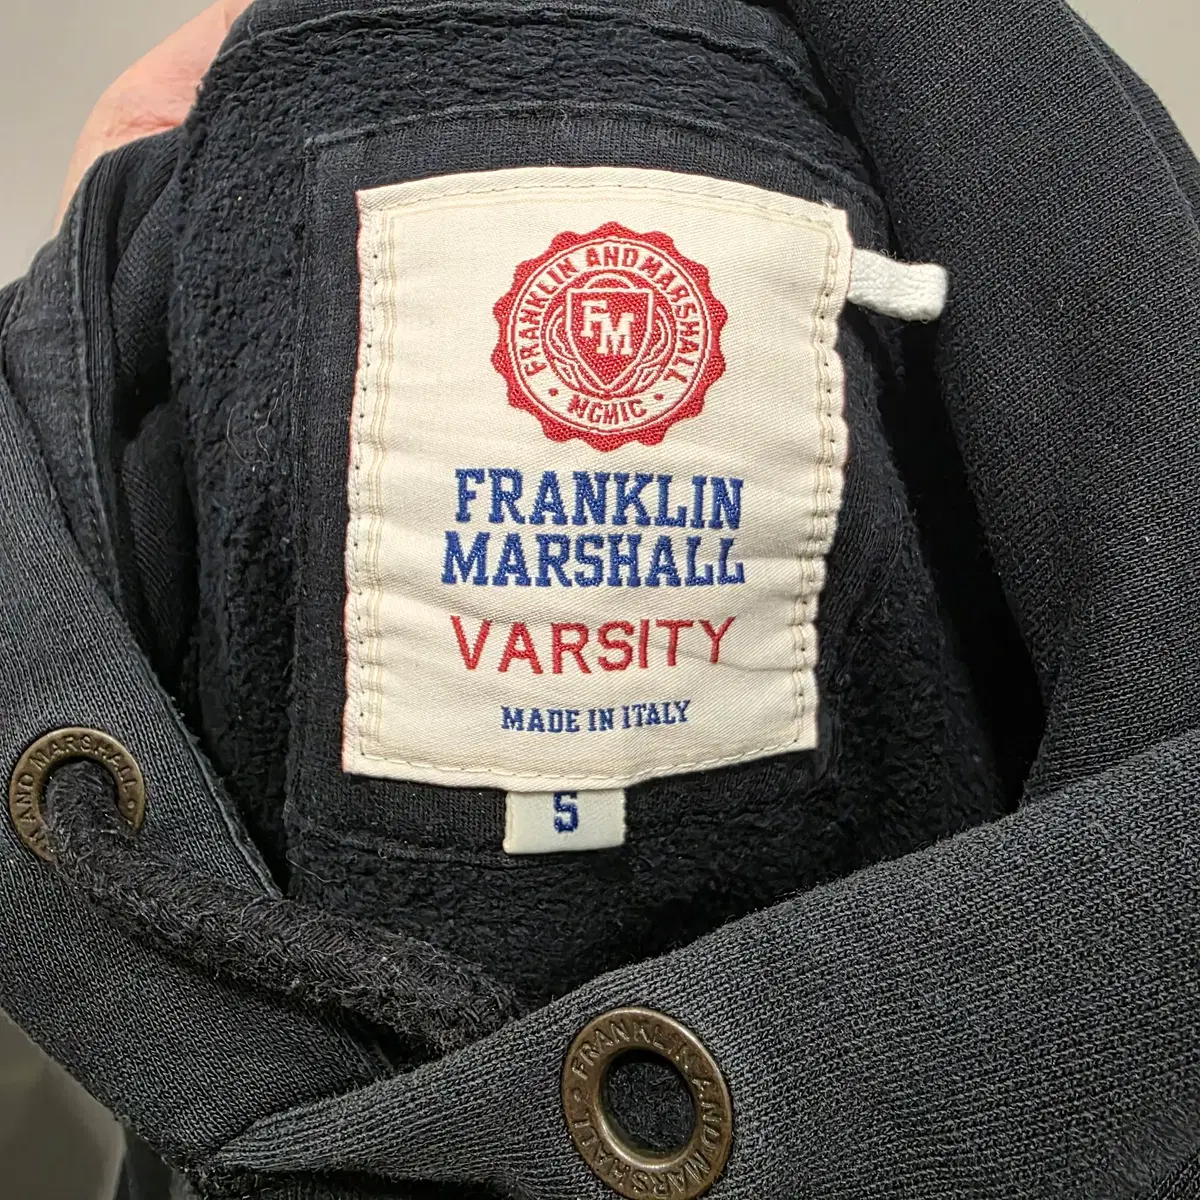 FRANKLIN AND MARSHALL
FM
• MCMIC •
FRANKLIN
MARSHALL
VARSITY
MADE IN ITALY
S
AND MARSHALL
FRANKLIN AND MARSHALL